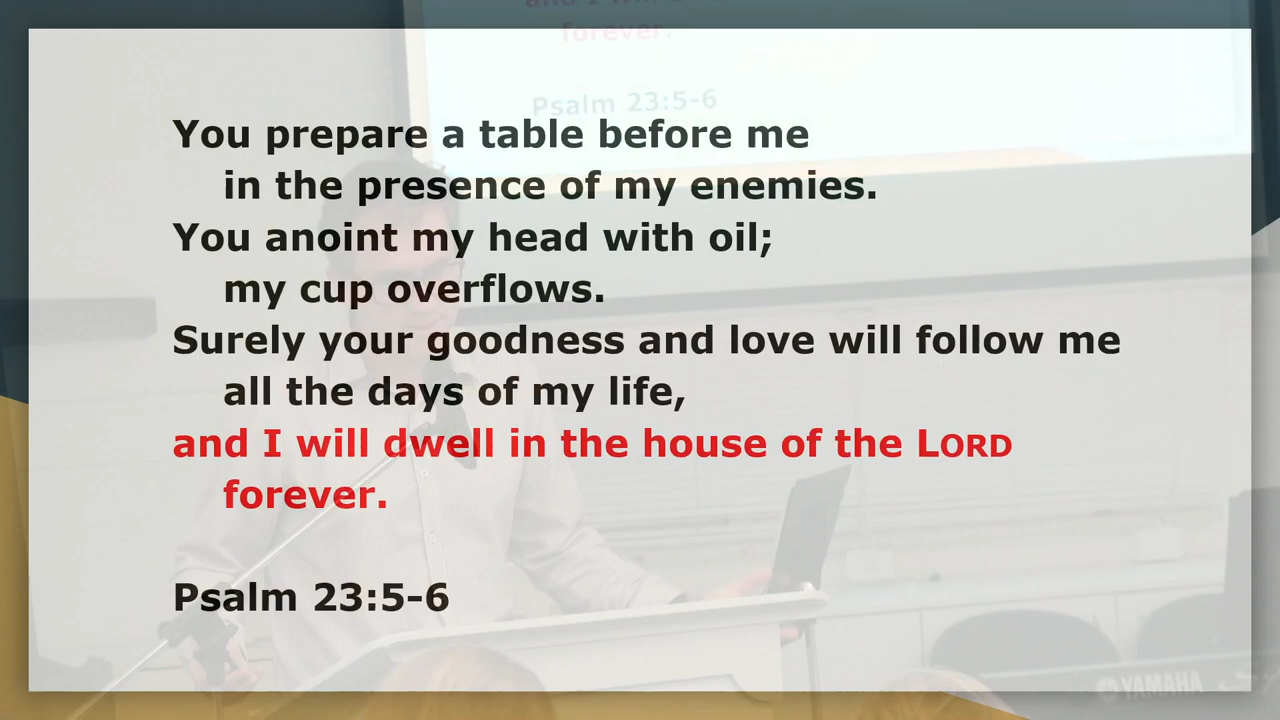 and I will
forever.
Psalm 23:5-6
You prepare a table before me
in the presence of my enemies.
You anoint my head with oil;
my cup overflows.
Surely your goodness and love will follow me
all the days of my life,
and I will dwell in the house of the LORD
forever.
Psalm 23:5-6
YAMAHA